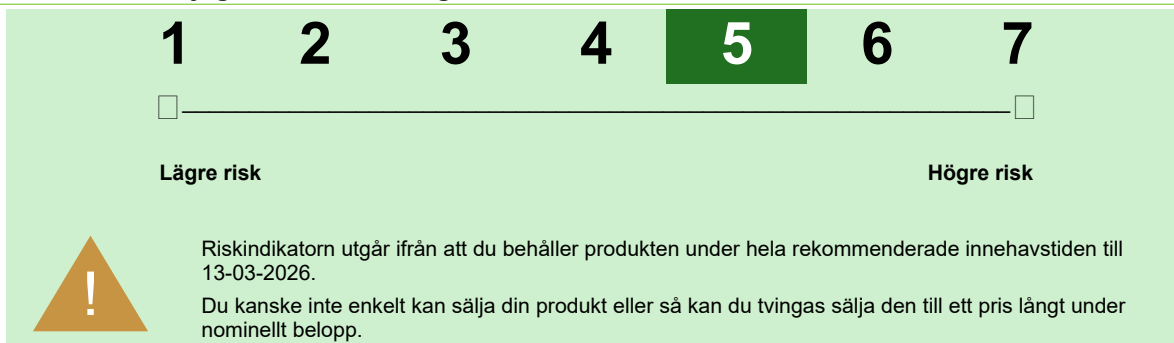 1 2 3 4 5 6 7
Lägre risk Högre risk
!
Riskindikatorn utgår ifrån att du behåller produkten under hela rekommenderade innehavstiden till
13-03-2026.
Du kanske inte enkelt kan sälja din produkt eller så kan du tvingas sälja den till ett pris långt under
nominellt belopp.